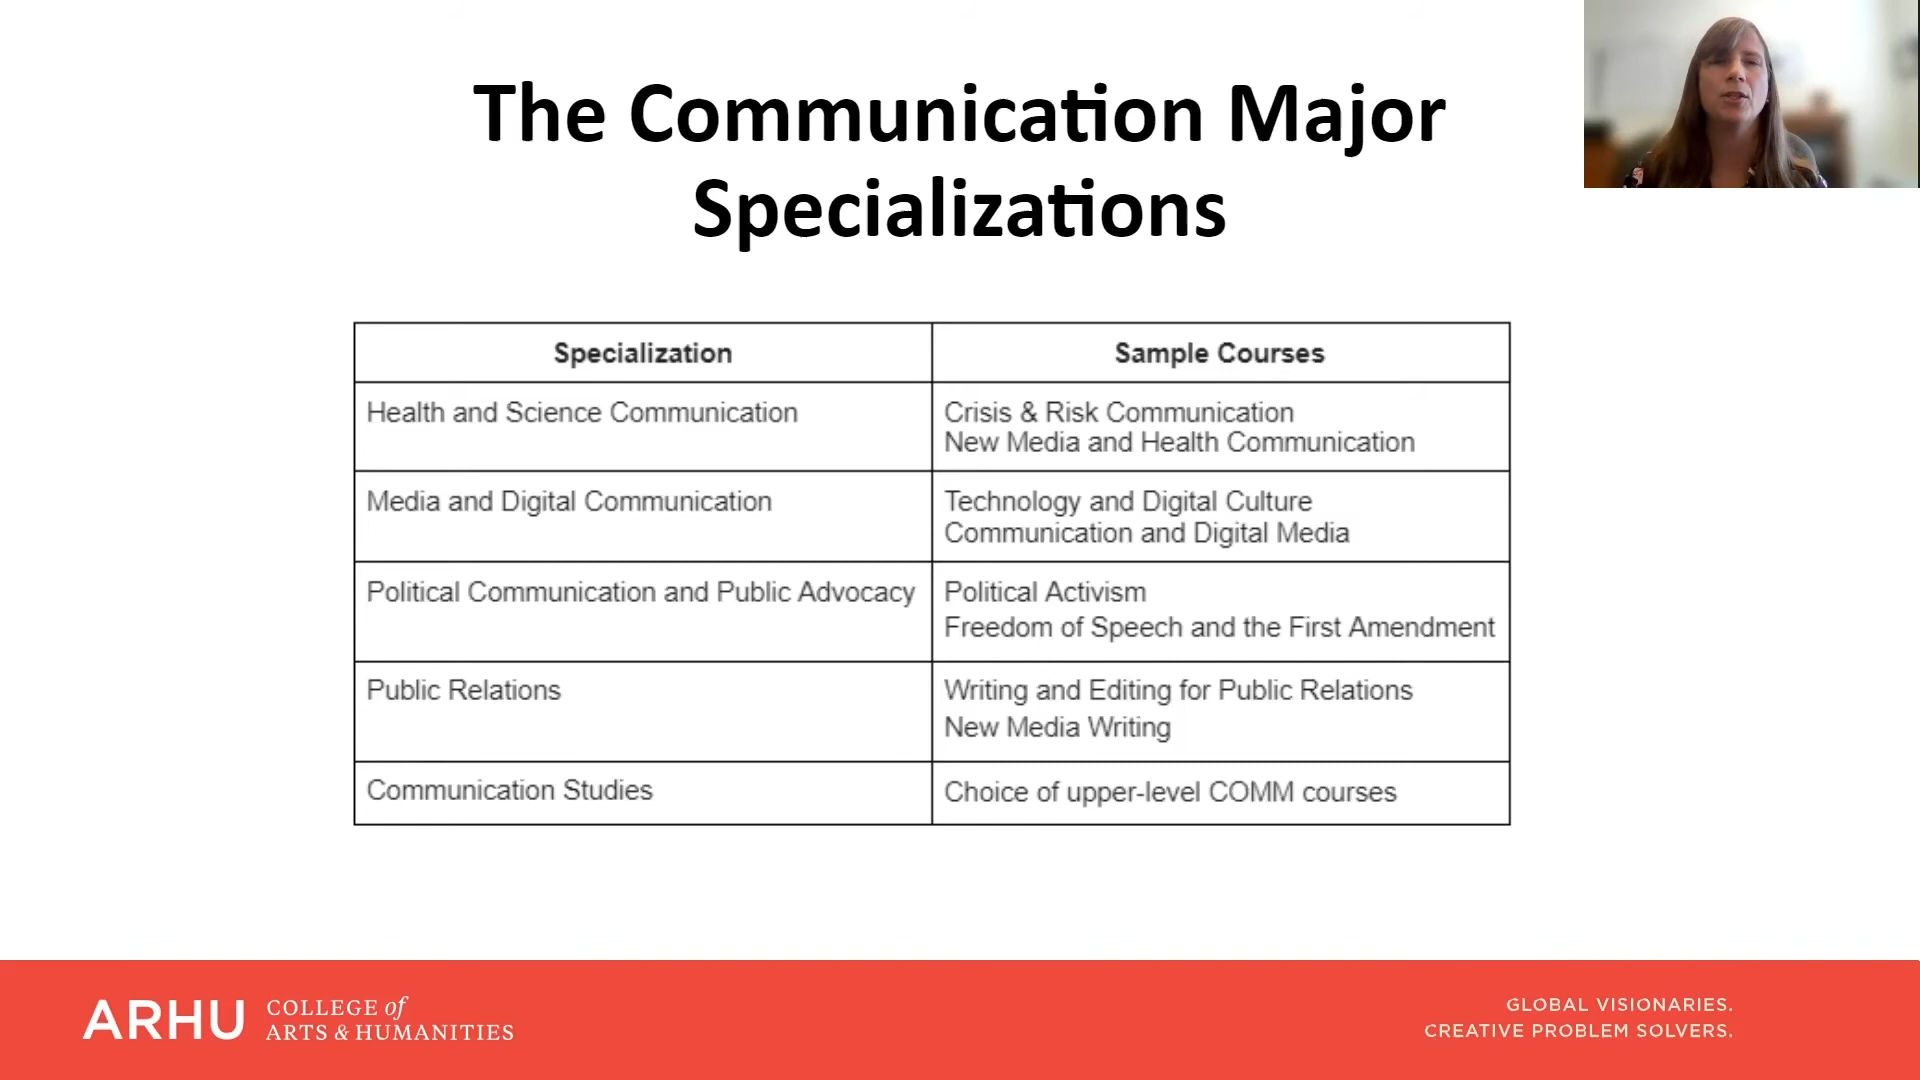 The Communication Major
Specializations
Specialization
Sample Courses
Health and Science Communication
Crisis & Risk Communication
New Media and Health Communication
Media and Digital Communication
Technology and Digital Culture
Communication and Digital Media
Political Communication and Public Advocacy
Political Activism
Freedom of Speech and the First Amendment
Public Relations
Writing and Editing for Public Relations
New Media Writing
Communication Studies
Choice of upper-level COMM courses
ARHU
COLLEGE of
ARTS & HUMANITIES
GLOBAL VISIONARIES.
CREATIVE PROBLEM SOLVERS.